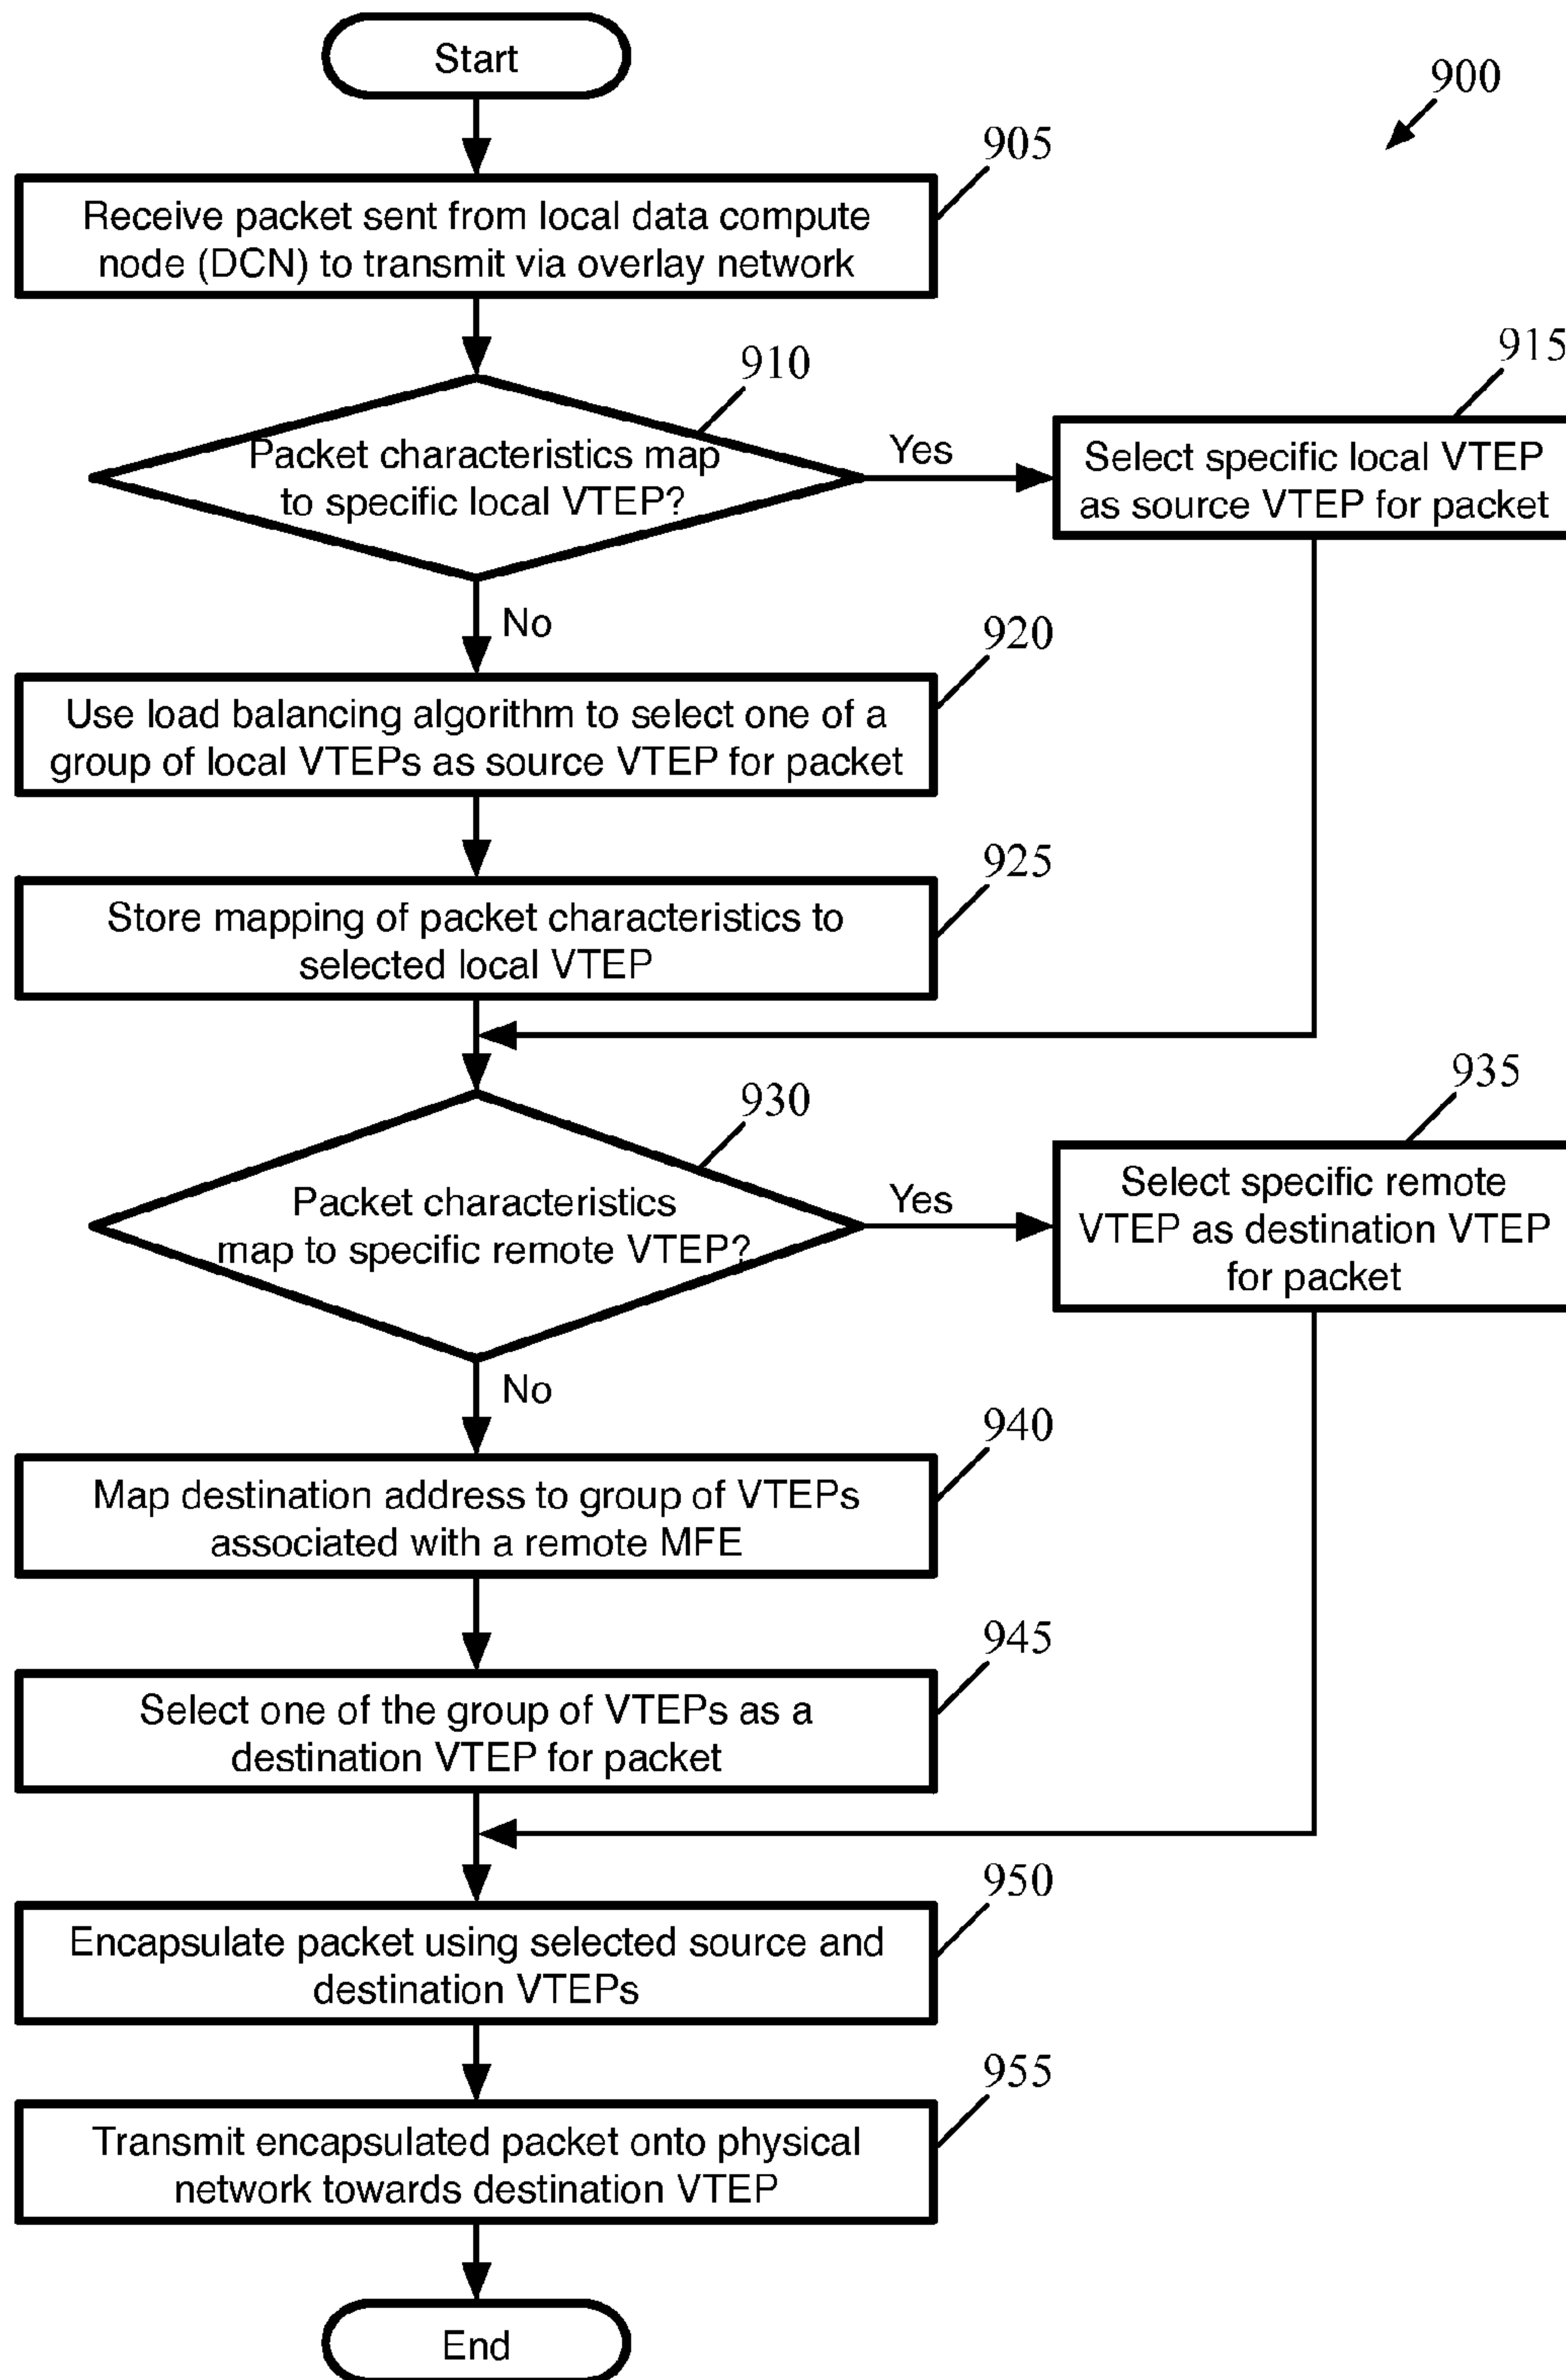 Start
900
905
Receive packet sent from local data compute
node (DCN) to transmit via overlay network
910
915
Packet characteristics map
to specific local VTEP?
Yes
Select specific local VTEP
as source VTEP for packet
No
920
Use load balancing algorithm to select one of a
group of local VTEPs as source VTEP for packet
925
Store mapping of packet characteristics to
selected local VTEP
930
935
Packet characteristics
map to specific remote VTEP?
Yes
Select specific remote
VTEP as destination VTEP
for packet
No
940
Map destination address to group of VTEPs
associated with a remote MFE
945
Select one of the group of VTEPs as a
destination VTEP for packet
950
Encapsulate packet using selected source and
destination VTEPs
955
Transmit encapsulated packet onto physical
network towards destination VTEP
End